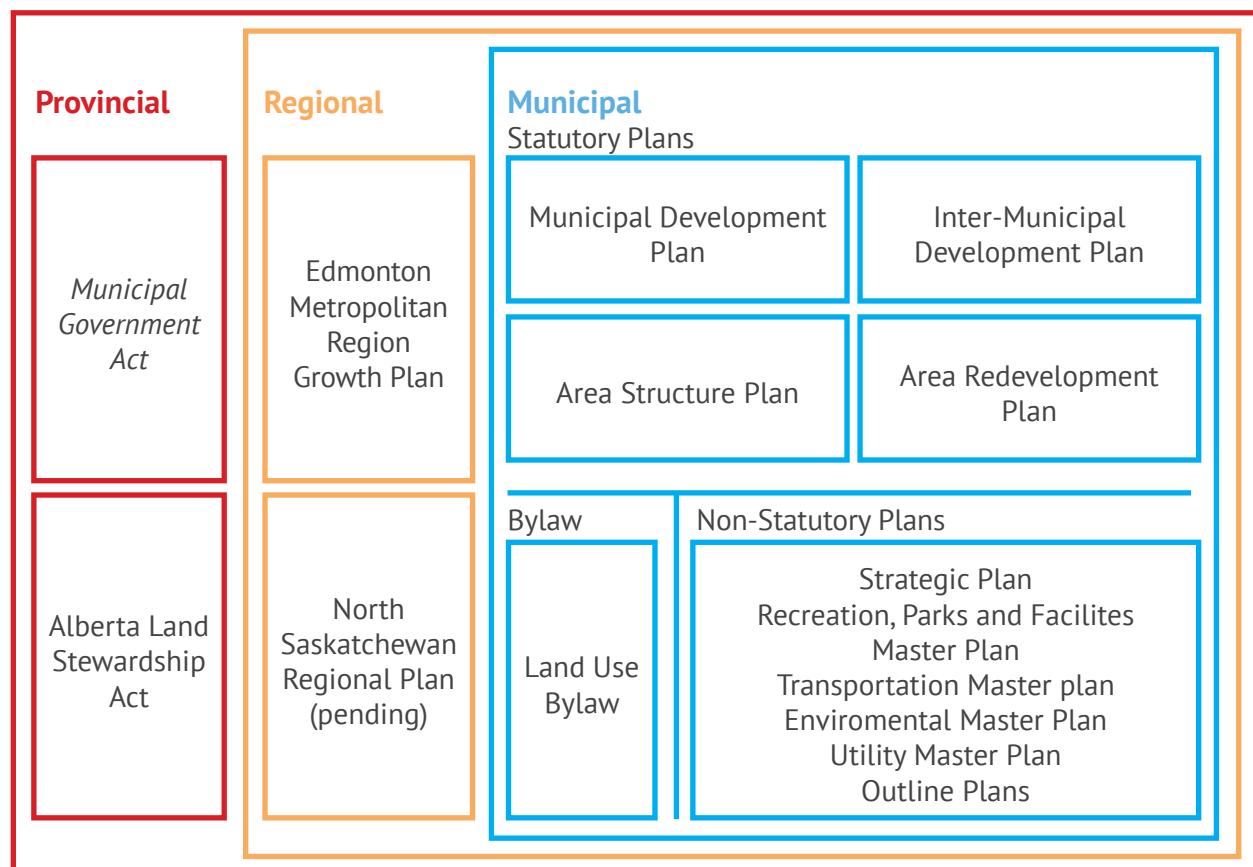 Provincial
Municipal
Government
Act
Alberta Land
Stewardship
Act
Regional
Edmonton
Metropolitan
Region
Growth Plan
North
Saskatchewan
Regional Plan
(pending)
Municipal
Statutory Plans
Municipal Development
Plan
Inter-Municipal
Development Plan
Area Structure Plan
Area Redevelopment
Plan
Bylaw
Land Use
Bylaw
Non-Statutory Plans
Strategic Plan
Recreation, Parks and Facilites
Master Plan
Transportation Master plan
Enviromental Master Plan
Utility Master Plan
Outline Plans